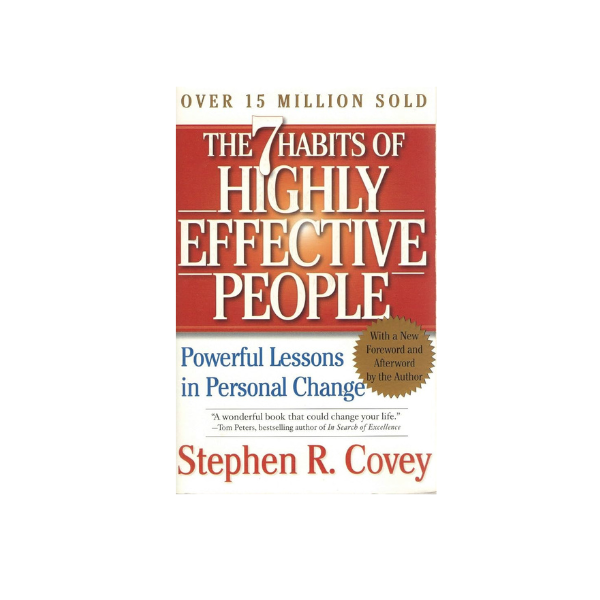 OVER 15 MILLION SOLD
THE 7 HABITS OF
HIGHLY
EFFECTIVE
PEOPLE
With a New
Foreword and
Afterword
by the Author
Powerful Lessons
in Personal Change
"A wonderful book that could change your life."
—Tom Peters, bestselling author of In Search of Excellence
Stephen R. Covey